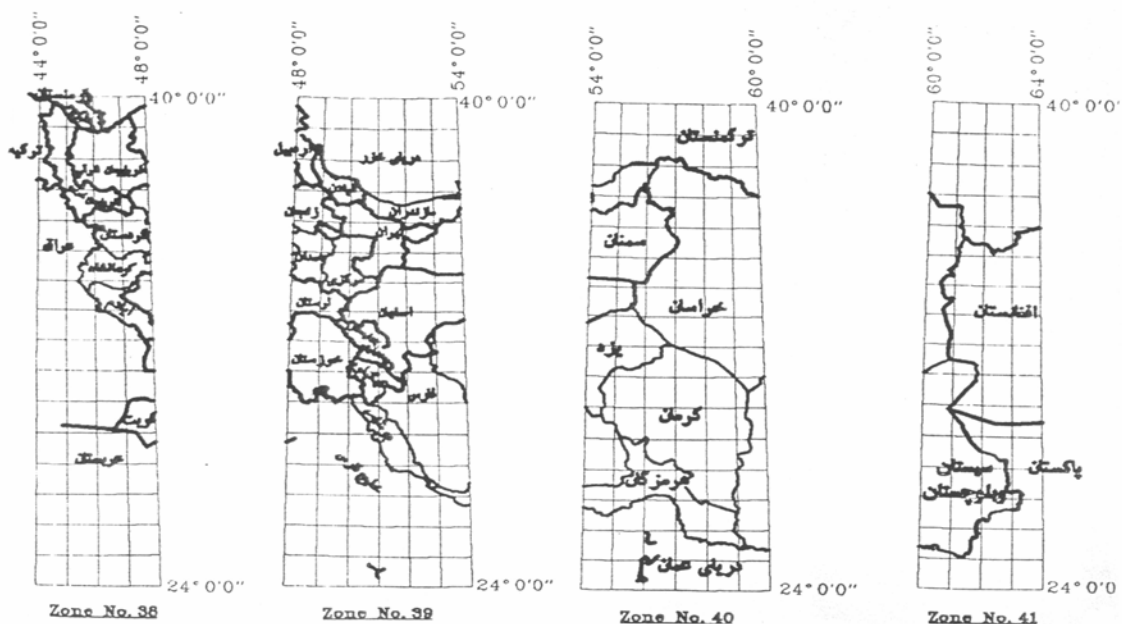 44°0'0"
48°0'0"
40°0'0"
ترکیه
عراق
کرمانشاه
کویت
عربستان
24°0'0"
Zone No. 38
48°0'0"
54°0'0"
40°0'0"
اردبیل
دریای خزر
زنجان
مازندران
تهران
همدان
مرکزی
لرستان
اصفهان
خوزستان
فارس
24°0'0"
Zone No. 39
54°0'0"
60°0'0"
40°0'0"
ترکمنستان
سمنان
خراسان
یزد
کرمان
هرمزگان
دریای عمان
24°0'0"
Zone No. 40
60°0'0"
64°0'0"
40°0'0
افغانستان
سیستان
وبلوچستان
پاکستان
24°0'0
Zone No. 41